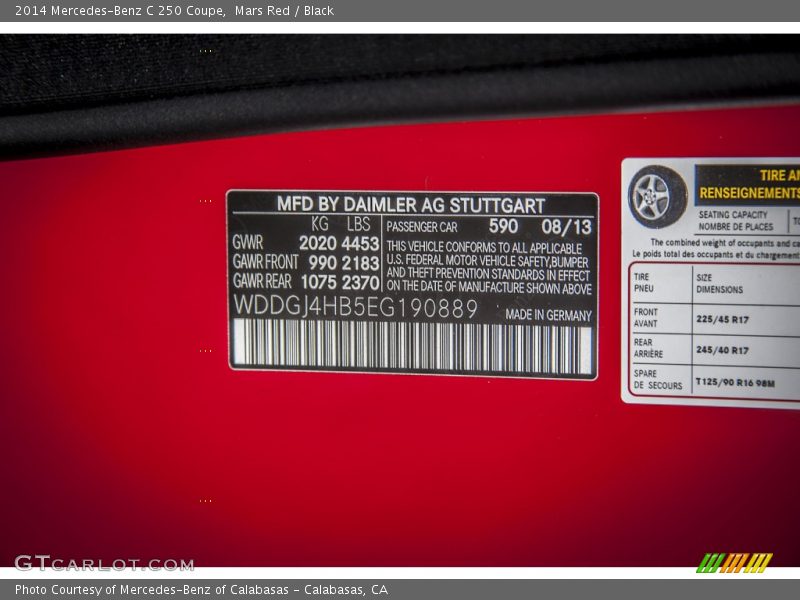 2014 Mercedes-Benz C 250 Coupe,  Mars Red / Black
MFD BY DAIMLER AG STUTTGART
KG LBS
GVWR 2020 4453
GAWR FRONT 990 2183
GAWR REAR 1075 2370
PASSENGER CAR 590 08/13
THIS VEHICLE CONFORMS TO ALL APPLICABLE
U.S. FEDERAL MOTOR VEHICLE SAFETY,BUMPER
AND THEFT PREVENTION STANDARDS IN EFFECT
ON THE DATE OF MANUFACTURE SHOWN ABOVE
WDDGJ4HB5EG190889
MADE IN GERMANY
TIRE
RENSEIGNEMENTS
SEATING CAPACITY
NOMBRE DE PLACES
The combined weight of occupants and
Le poids total des occupants et du
TIRE
PNEU
SIZE
DIMENSIONS
FRONT
AVANT
225/45 R17
REAR
ARRIÈRE
245/40 R17
SPARE
DE SECOURS
T125/90 R16 98M
GTCARLOT.COM
Photo Courtesy of Mercedes-Benz of Calabasas - Calabasas, CA